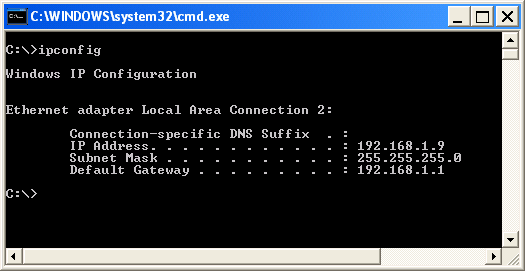 C:\WINDOWS\system32\cmd.exe
C:\>ipconfig
Windows IP Configuration
Ethernet adapter Local Area Connection 2:
Connection-specific DNS Suffix  . :
IP Address. . . . . . . . . . . . : 192.168.1.9
Subnet Mask . . . . . . . . . . . : 255.255.255.0
Default Gateway . . . . . . . . . : 192.168.1.1
C:\>